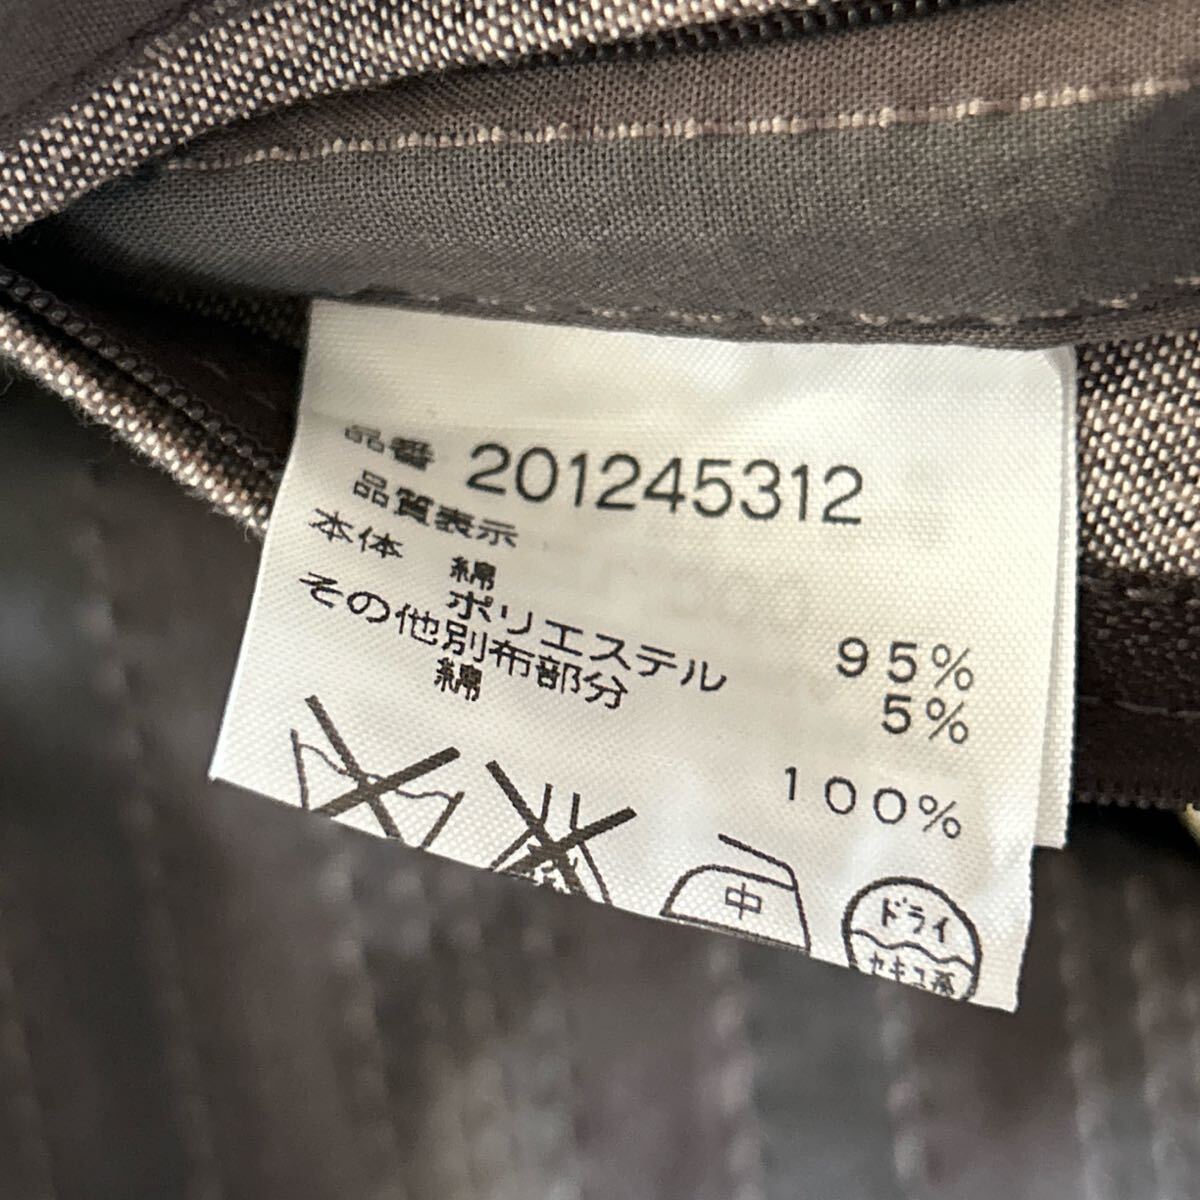 品番 201245312
品質表示
本体 綿 95%
ポリエステル 5%
その他別布部分
綿 100%
中
ドライ
セキユ系